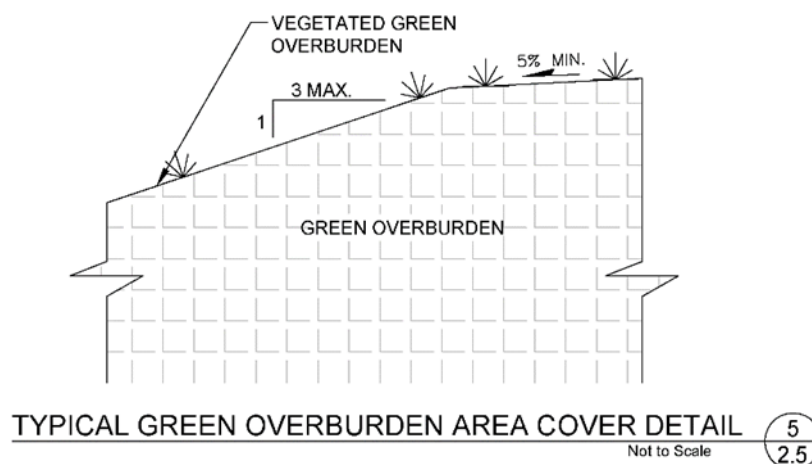 VEGETATED GREEN
OVERBURDEN
5% MIN.
3 MAX.
1
GREEN OVERBURDEN
TYPICAL GREEN OVERBURDEN AREA COVER DETAIL
5
Not to Scale
2.5